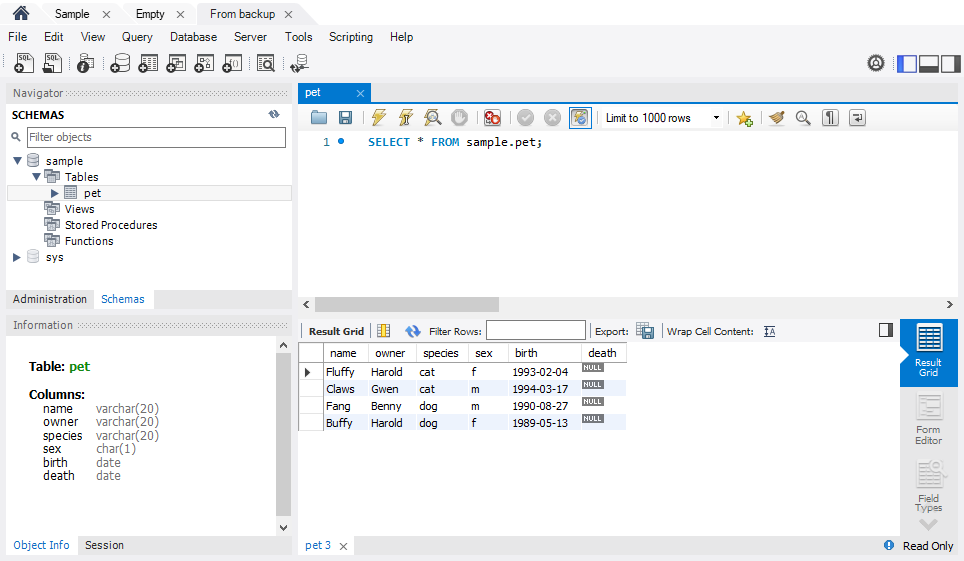 Sample Empty From backup
File Edit View Query Database Server Tools Scripting Help
SQL SQL
Navigator
SCHEMAS
Filter objects
sample
Tables
pet
Views
Stored Procedures
Functions
sys
Administration Schemas
Information
Table: pet
Columns:
name varchar(20)
owner varchar(20)
species varchar(20)
sex char(1)
birth date
death date
Object Info Session
pet
Limit to 1000 rows
1 SELECT * FROM sample.pet;
Result Grid Filter Rows: Export: Wrap Cell Content: IA
name owner species sex birth death
Fluffy Harold cat f 1993-02-04 NULL
Claws Gwen cat m 1994-03-17 NULL
Fang Benny dog m 1990-08-27 NULL
Buffy Harold dog f 1989-05-13 NULL
Result
Grid
Form
Editor
Field
Types
pet 3
Read Only